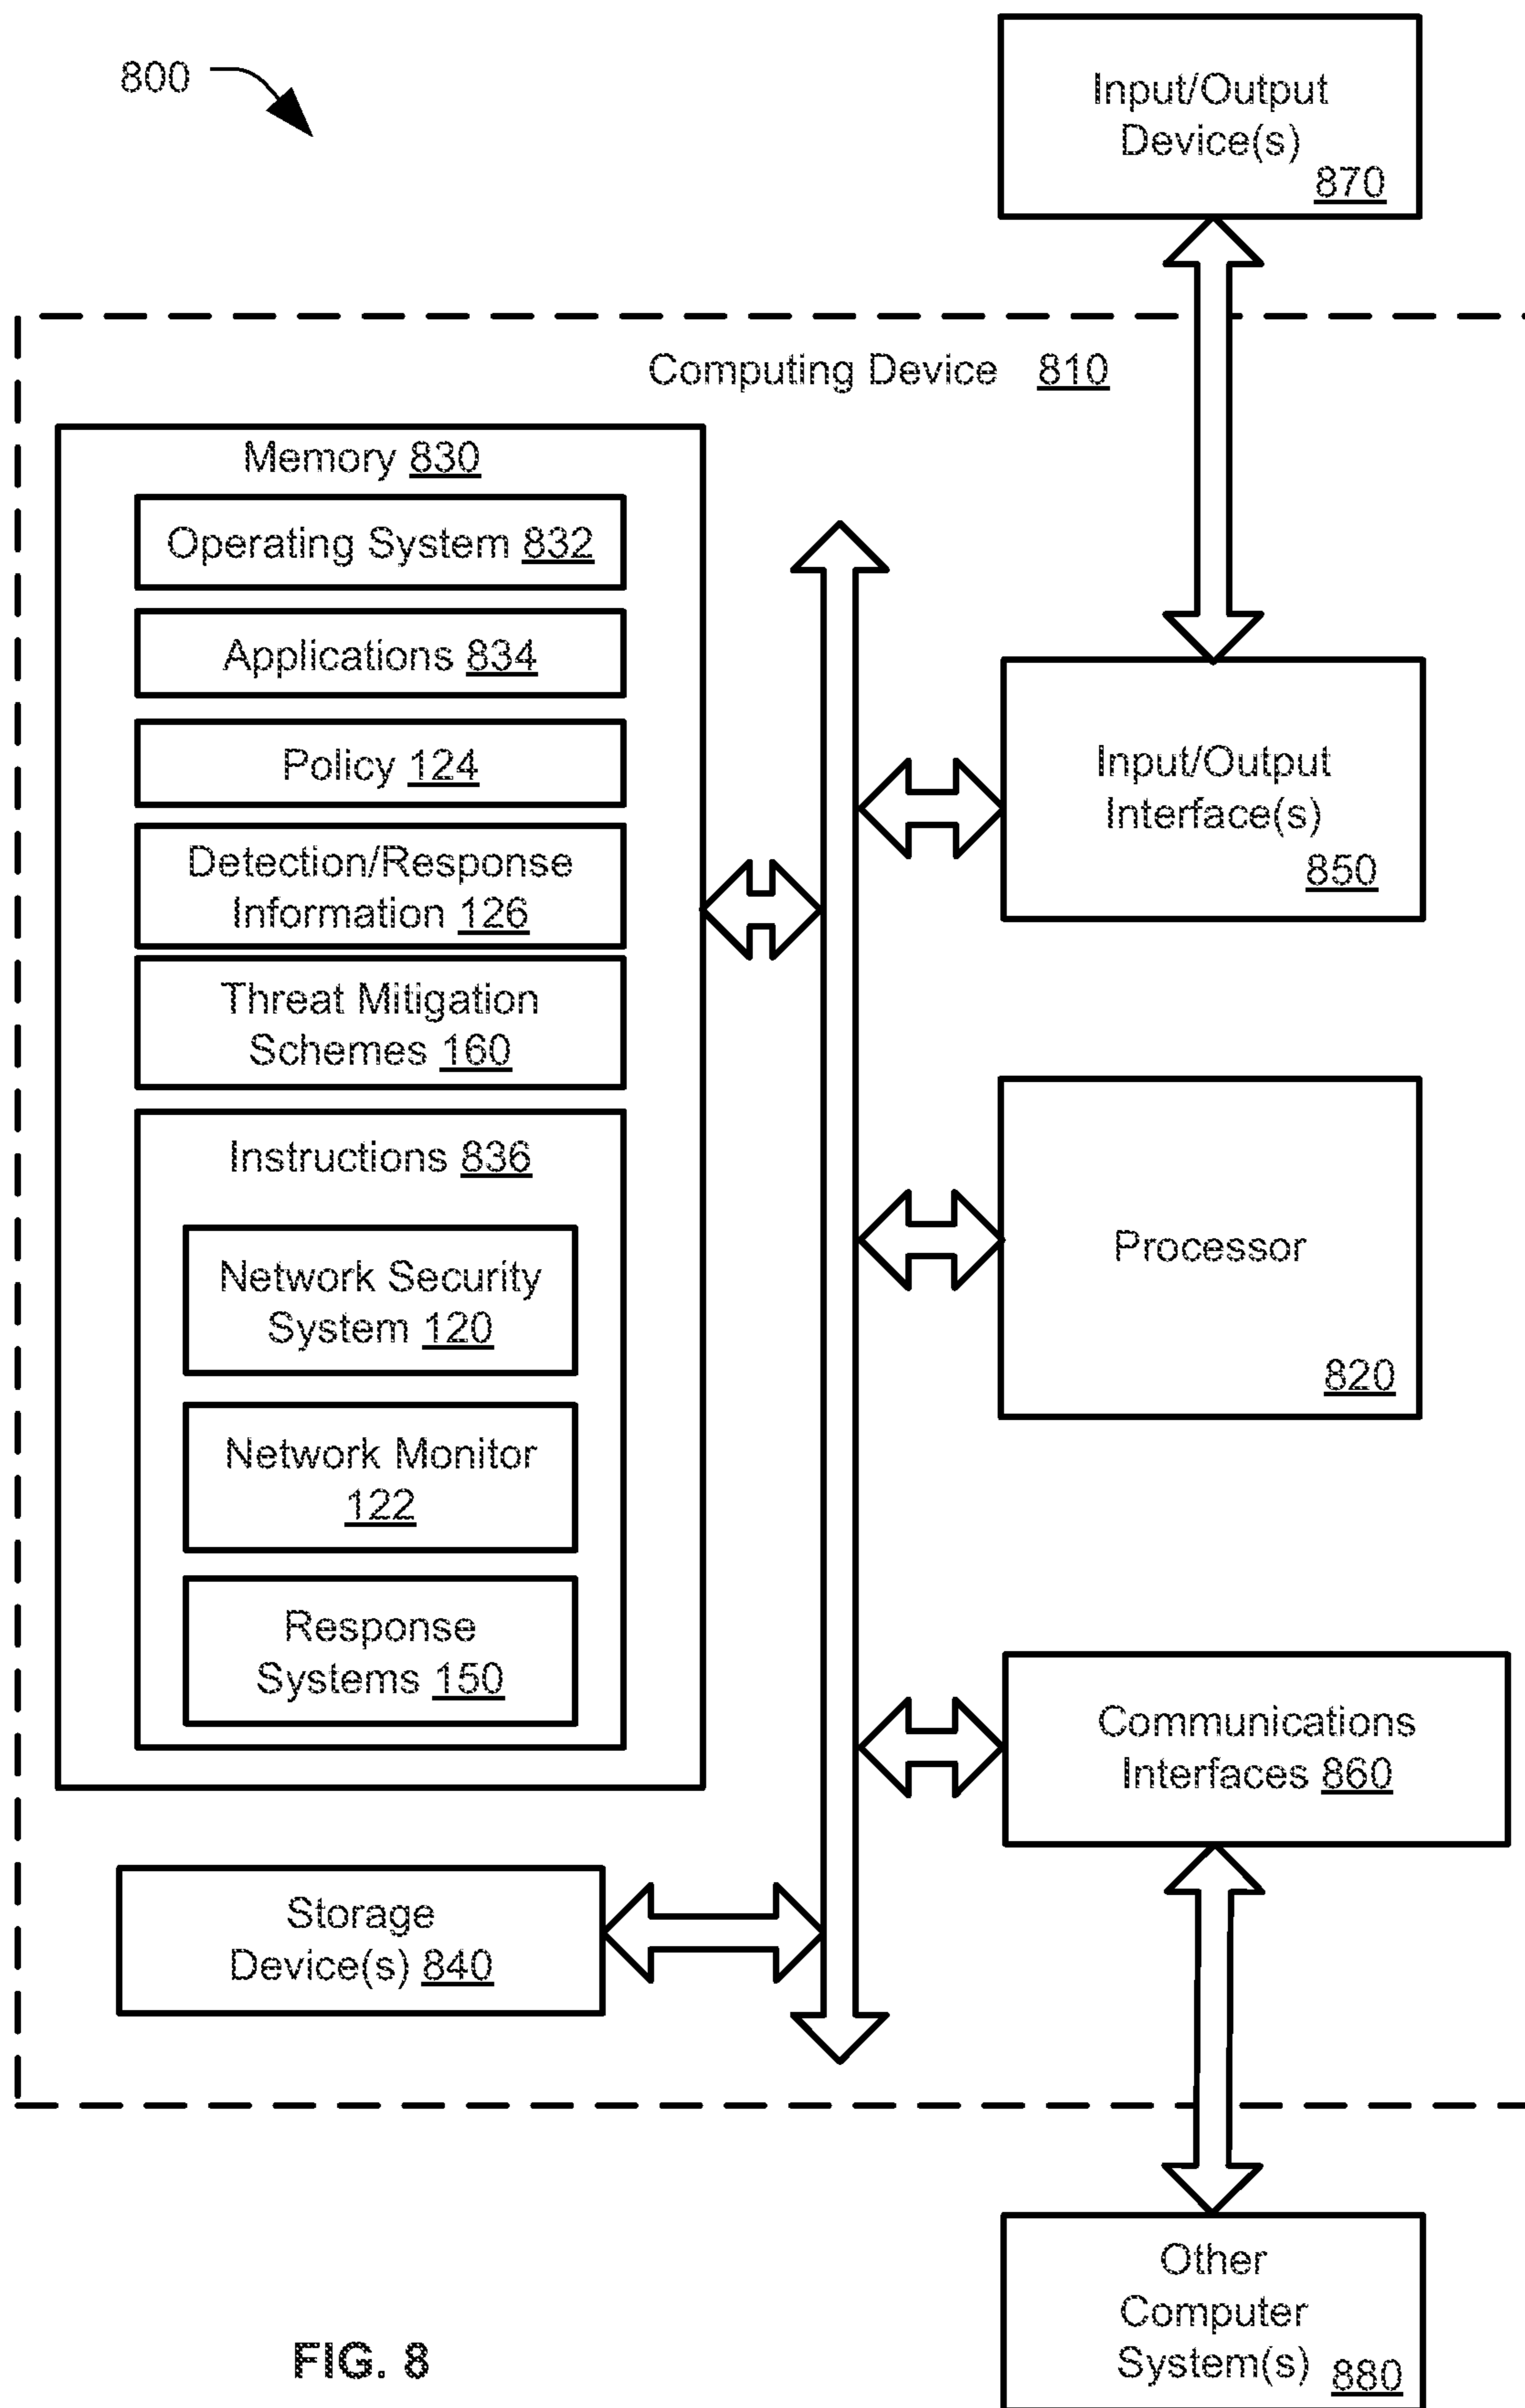 800
Input/Output
Device(s)
870
Computing Device 810
Memory 830
Operating System 832
Applications 834
Policy 124
Detection/Response
Information 126
Threat Mitigation
Schemes 160
Instructions 836
Network Security
System 120
Network Monitor
122
Response
Systems 150
Storage
Device(s) 840
Input/Output
Interface(s)
850
Processor
820
Communications
Interfaces 860
Other
Computer
System(s) 880
FIG. 8